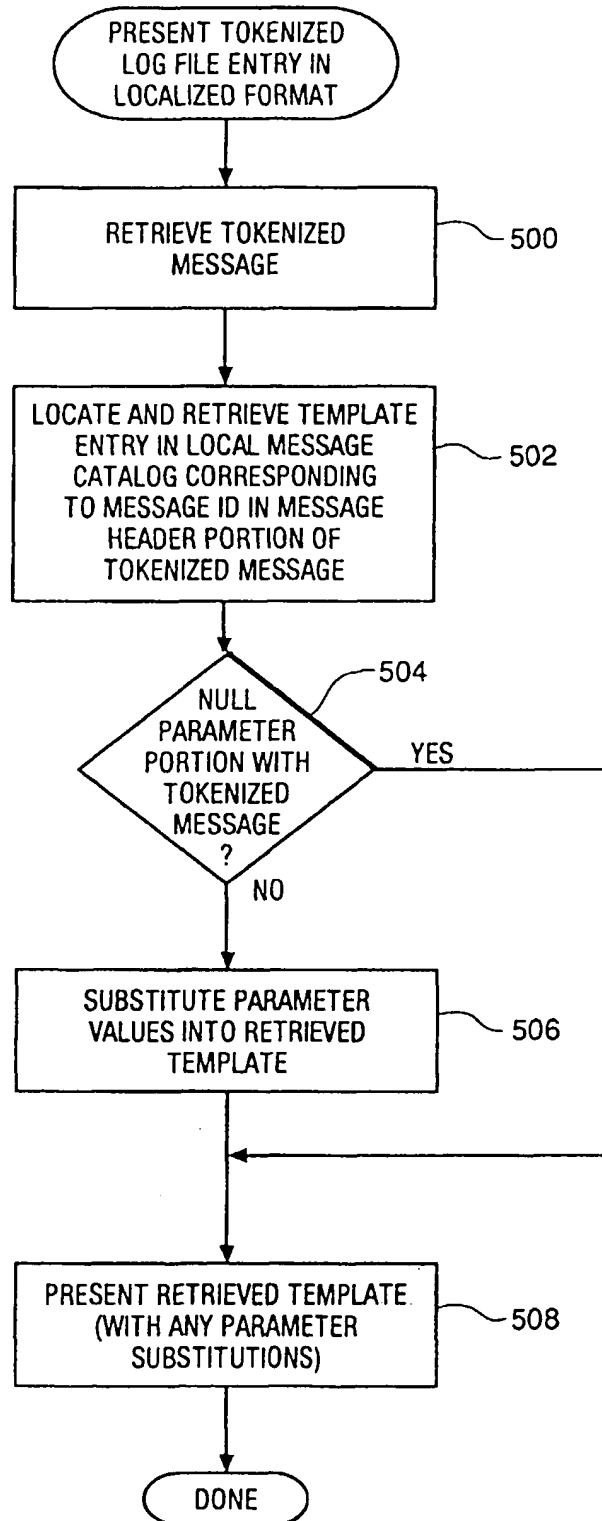 PRESENT TOKENIZED
LOG FILE ENTRY IN
LOCALIZED FORMAT
RETRIEVE TOKENIZED
MESSAGE
500
LOCATE AND RETRIEVE TEMPLATE
ENTRY IN LOCAL MESSAGE
CATALOG CORRESPONDING
TO MESSAGE ID IN MESSAGE
HEADER PORTION OF
TOKENIZED MESSAGE
502
504
NULL
PARAMETER
PORTION WITH
TOKENIZED
MESSAGE
?
YES
NO
SUBSTITUTE PARAMETER
VALUES INTO RETRIEVED
TEMPLATE
506
PRESENT RETRIEVED TEMPLATE
(WITH ANY PARAMETER
SUBSTITUTIONS)
508
DONE